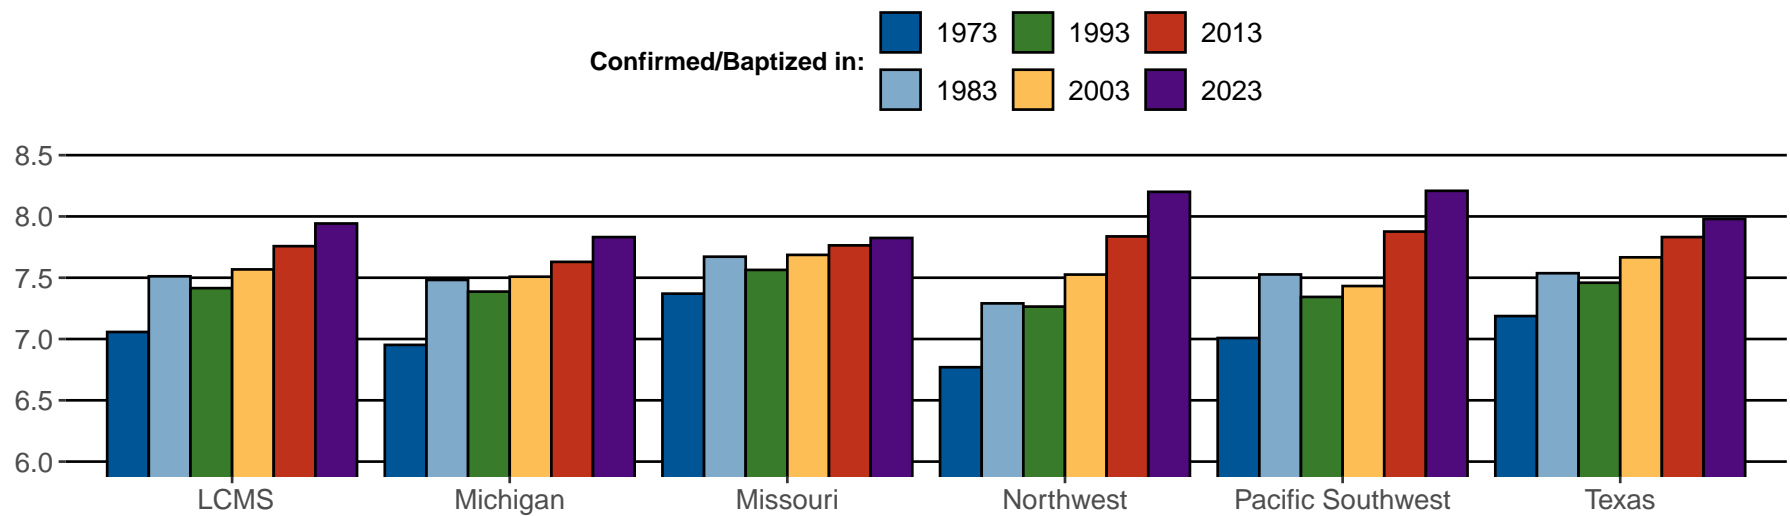 Confirmed/Baptized in:
1973 1993 2013
1983 2003 2023
8.5
8.0
7.5
7.0
6.5
6.0
LCMS Michigan Missouri Northwest Pacific Southwest Texas